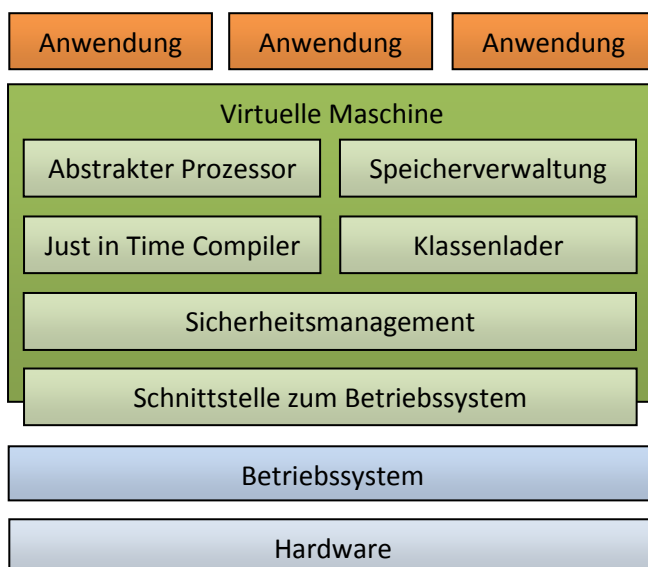 Anwendung Anwendung Anwendung
Virtuelle Maschine
Abstrakter Prozessor Speicherverwaltung
Just in Time Compiler Klassenlader
Sicherheitsmanagement
Schnittstelle zum Betriebssystem
Betriebssystem
Hardware